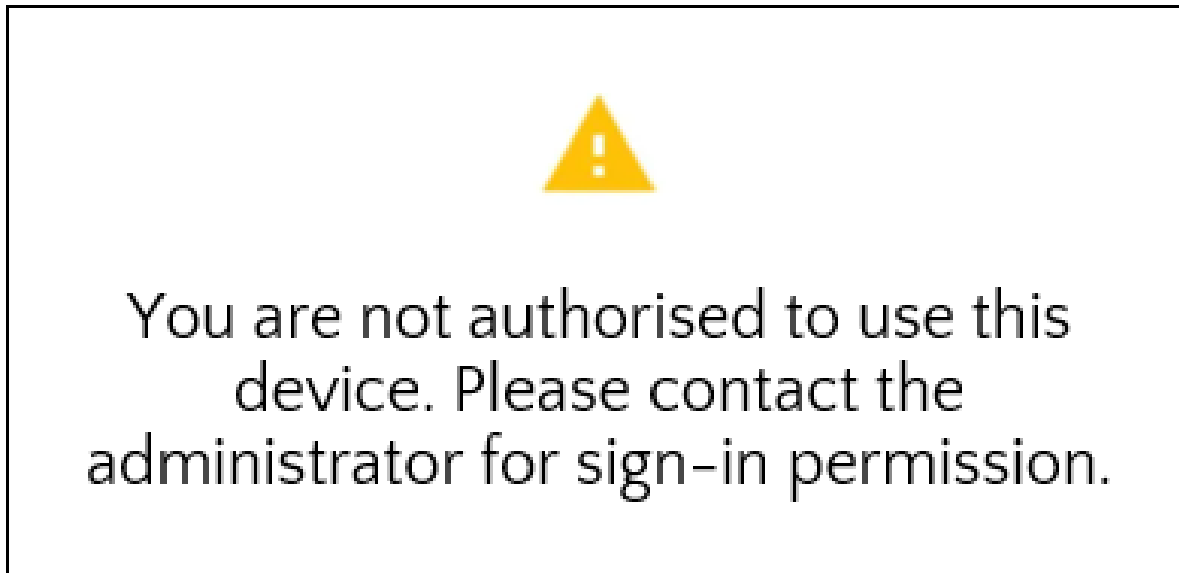 You are not authorised to use this
device. Please contact the
administrator for sign-in permission.